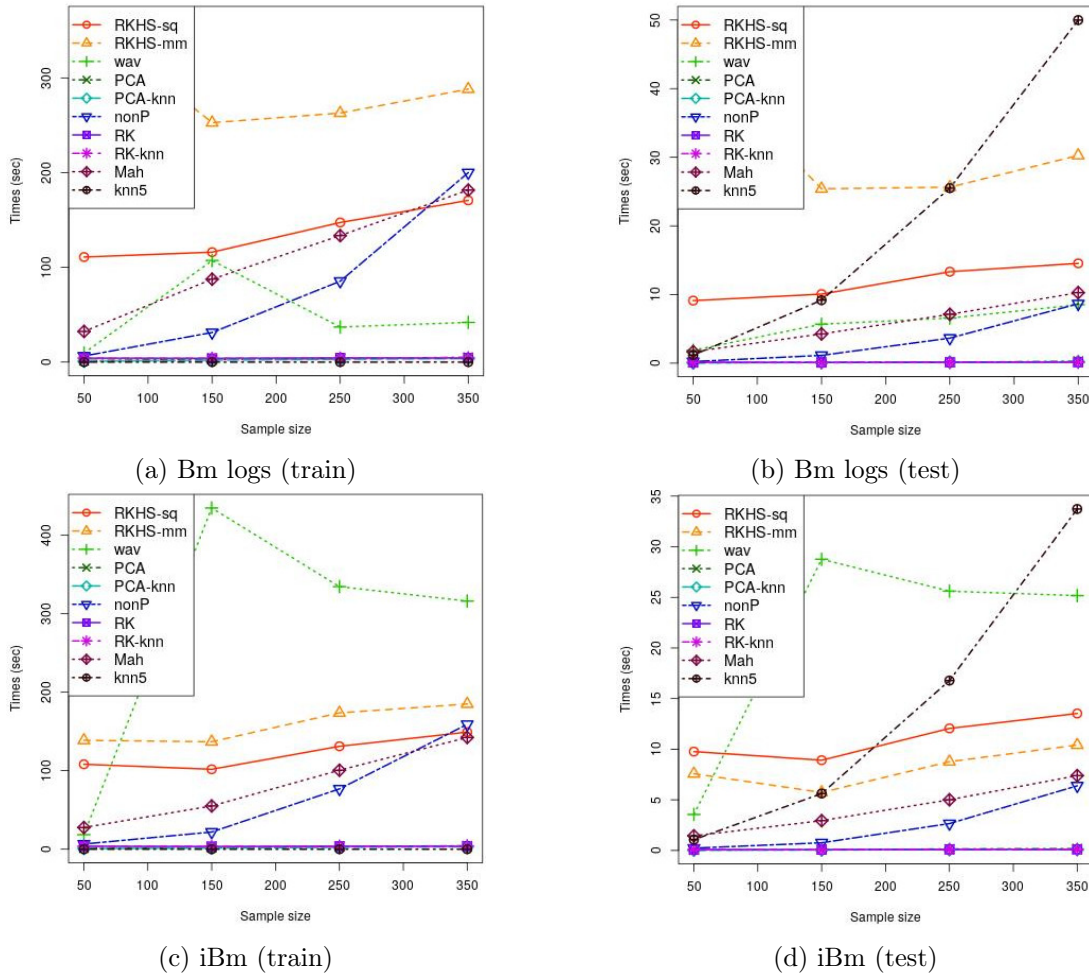 RKHS-sq
RKHS-mm
wav
PCA
PCA-knn
nonP
RK
RK-knn
Mah
knn5
Times (sec)
0
100
200
300
50
100
150
200
250
300
350
Sample size
(a) Bm logs (train)
RKHS-sq
RKHS-mm
wav
PCA
PCA-knn
nonP
RK
RK-knn
Mah
knn5
Times (sec)
0
10
20
30
40
50
50
100
150
200
250
300
350
Sample size
(b) Bm logs (test)
RKHS-sq
RKHS-mm
wav
PCA
PCA-knn
nonP
RK
RK-knn
Mah
knn5
Times (sec)
0
100
200
300
400
50
100
150
200
250
300
350
Sample size
(c) iBm (train)
RKHS-sq
RKHS-mm
wav
PCA
PCA-knn
nonP
RK
RK-knn
Mah
knn5
Times (sec)
0
5
10
15
20
25
30
35
50
100
150
200
250
300
350
Sample size
(d) iBm (test)